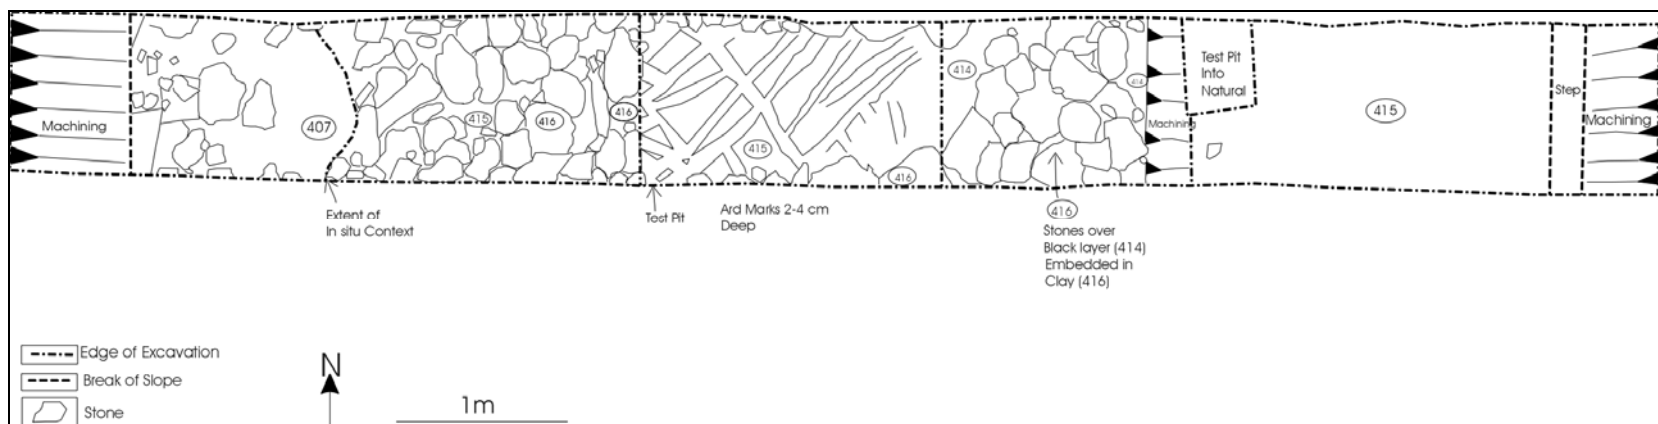 Machining
407
415
416
416
415
416
414
414
Machining
Test Pit
Into
Natural
415
Step
Machining
Extent of
In situ Context
Test Pit
Ard Marks 2-4 cm
Deep
416
Stones over
Black layer (414)
Embedded in
Clay (416)
Edge of Excavation
Break of Slope
Stone
N
1m